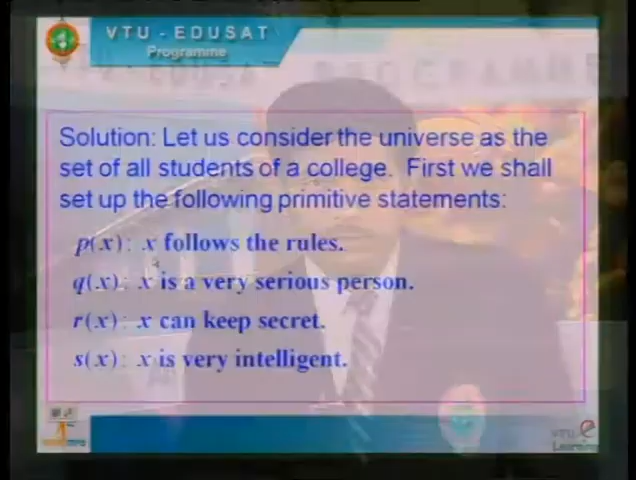 VTU - EDUSAT
Programme
Solution: Let us consider the universe as the
set of all students of a college. First we shall
set up the following primitive statements:
p(x): x follows the rules.
q(x): x is a very serious person.
r(x): x can keep secret.
s(x): x is very intelligent.
VTU e
Learning